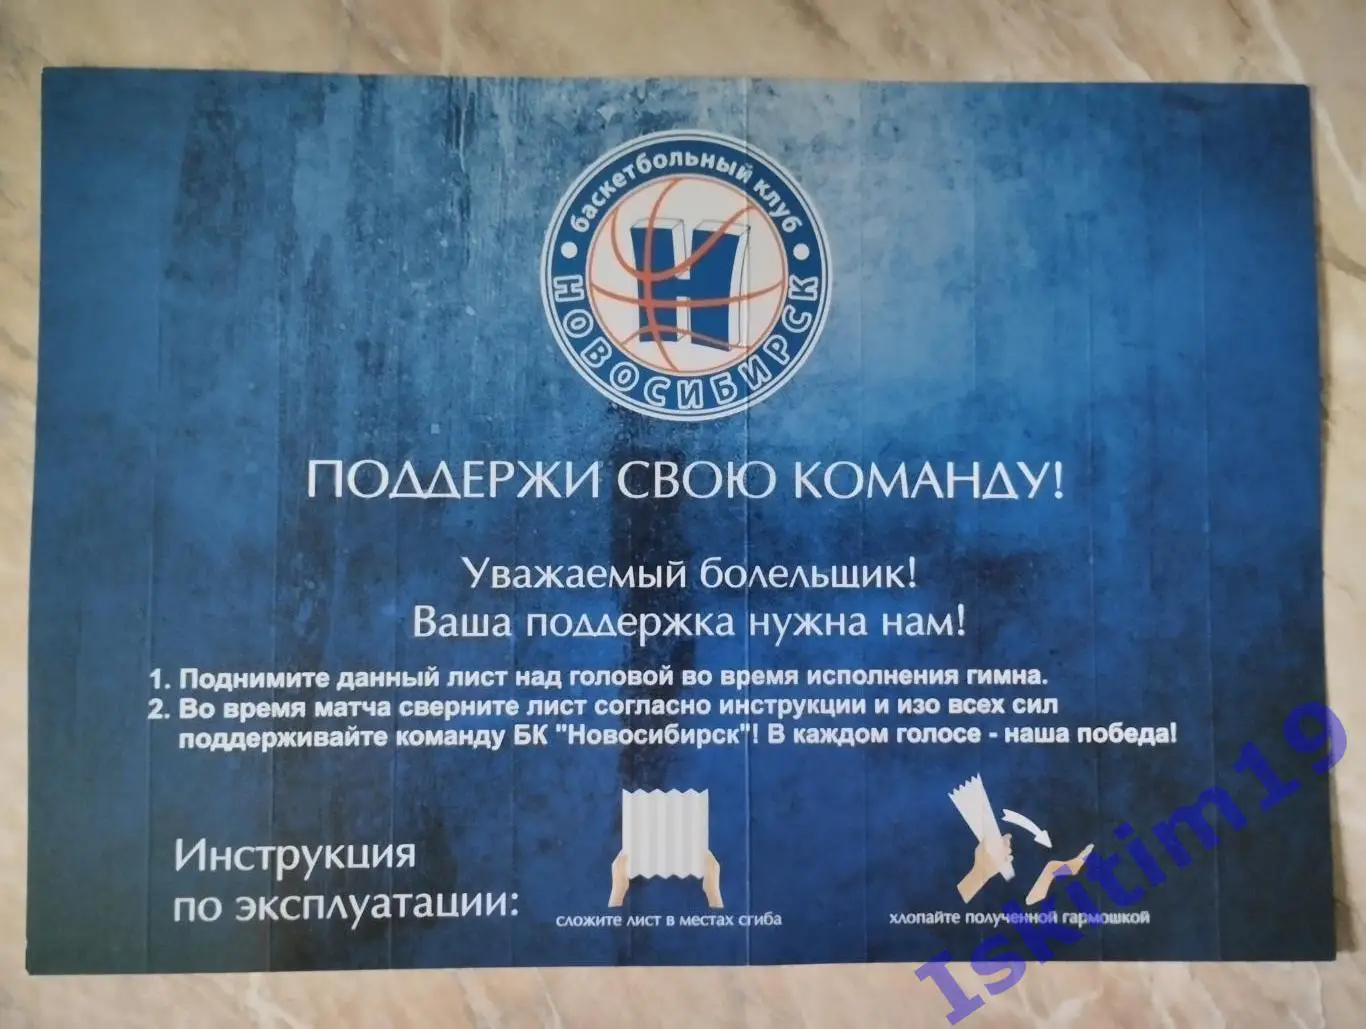 баскетбольный клуб
Н
НОВОСИБИРСК
ПОДДЕРЖИ СВОЮ КОМАНДУ!
Уважаемый болельщик!
Ваша поддержка нужна нам!
1. Поднимите данный лист над головой во время исполнения гимна.
2. Во время матча сверните лист согласно инструкции и изо всех сил
поддерживайте команду БК "Новосибирск"! В каждом голосе - наша победа!
Инструкция
по эксплуатации:
сложите лист в местах сгиба
хлопайте полученной гармошкой
Iskitim19